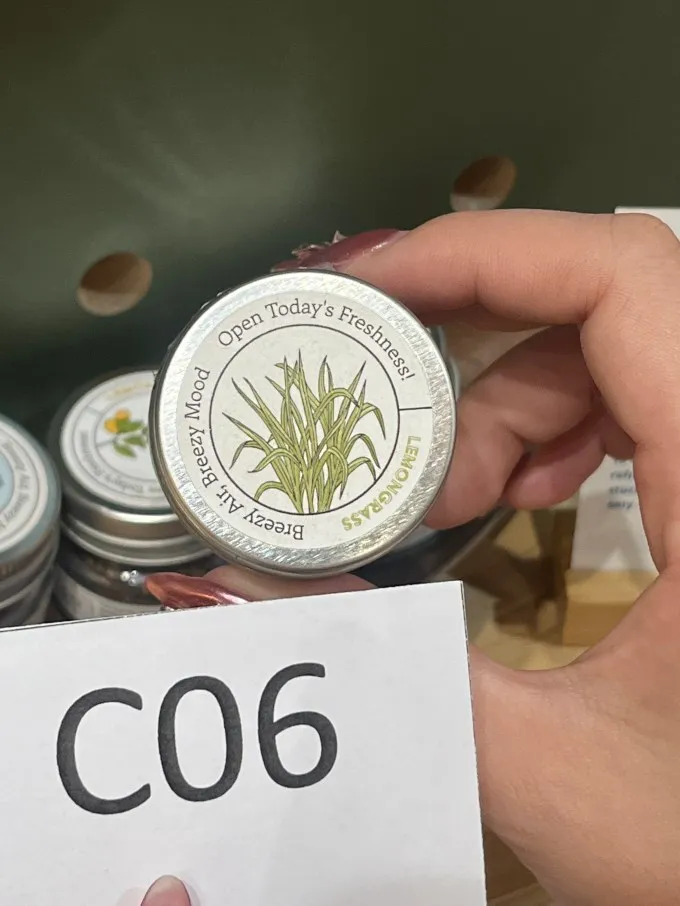 Open Today's Freshness!
Breezy Air, Breezy Mood
LEMONGRASS
C06